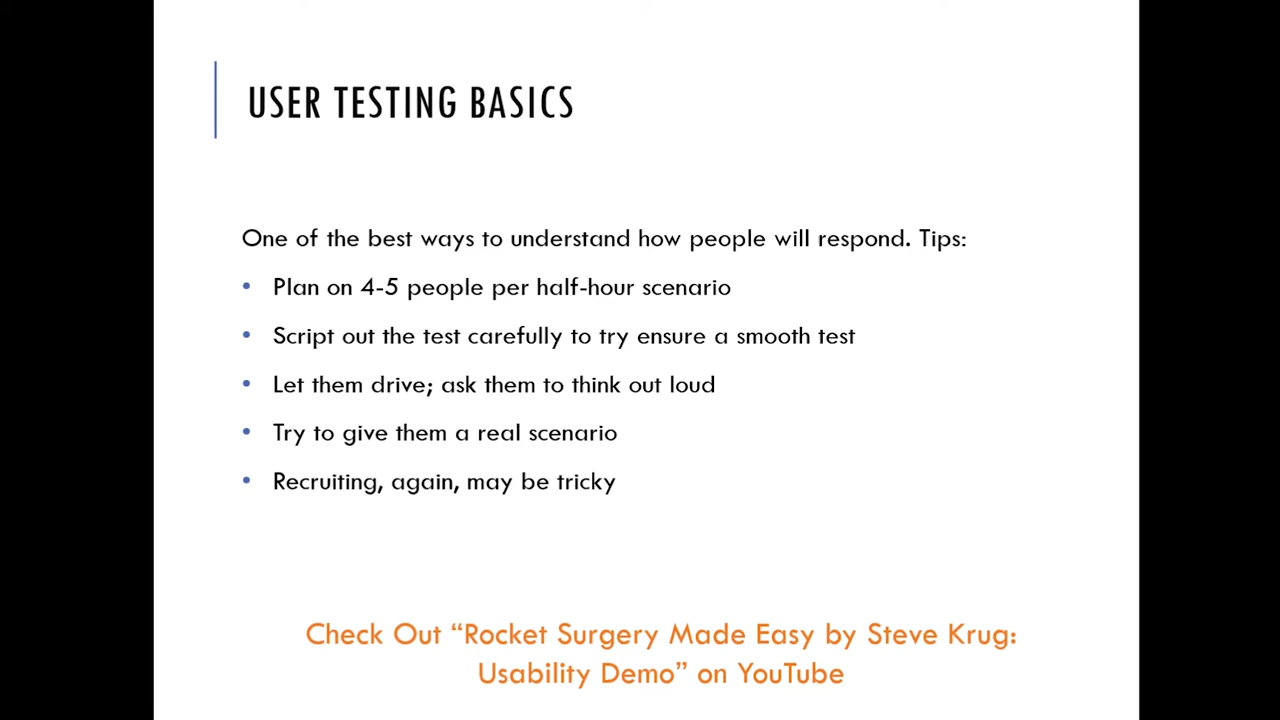 USER TESTING BASICS
One of the best ways to understand how people will respond. Tips:
• Plan on 4-5 people per half-hour scenario
• Script out the test carefully to try ensure a smooth test
• Let them drive; ask them to think out loud
• Try to give them a real scenario
• Recruiting, again, may be tricky
Check Out “Rocket Surgery Made Easy by Steve Krug:
Usability Demo” on YouTube